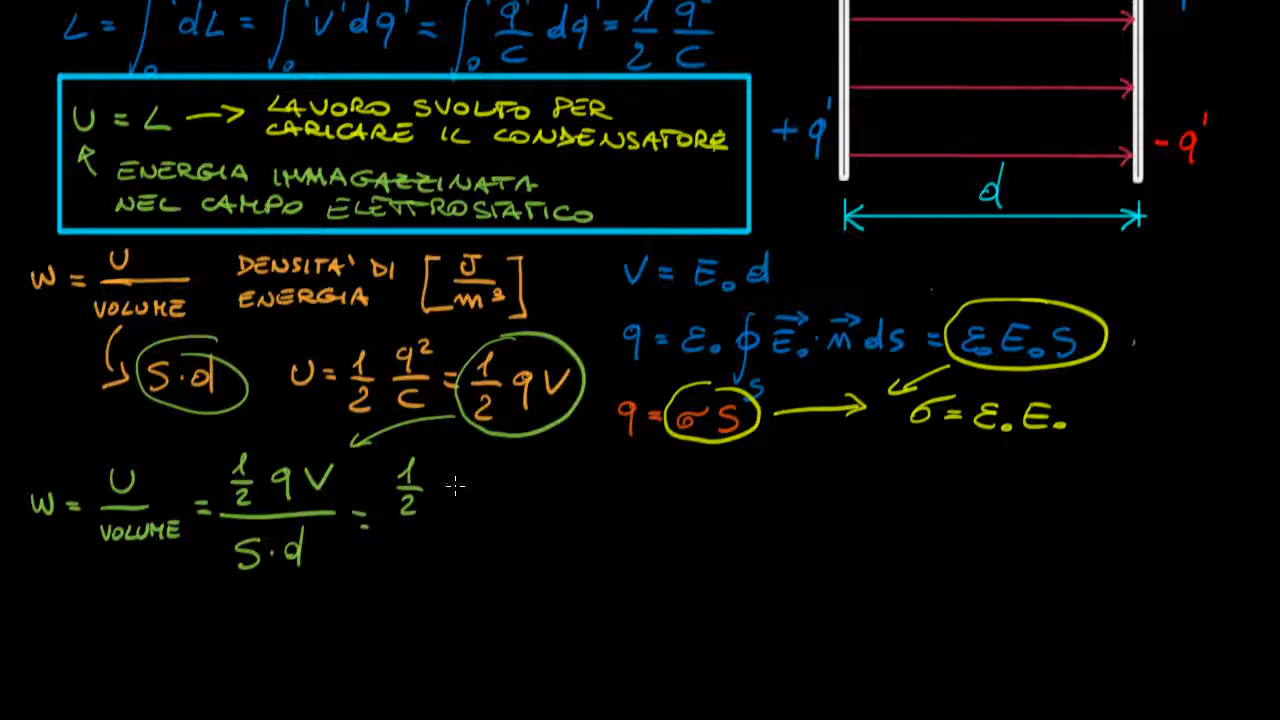 L = ∫₀ dL = ∫₀ V'dq' = ∫₀ q'/C dq' = 1/2 q²/C
U = L → LAVORO SVOLTO PER
CARICARE IL CONDENSATORE
ENERGIA IMMAGAZZINATA
NEL CAMPO ELETTROSTATICO
+q'
-q'
d
W = U/VOLUME DENSITA' DI
ENERGIA [J/m³]
S·d
U = 1/2 q²/C = 1/2 qV
V = E₀d
q = ε₀ ∮S E₀⃗·n⃗ dS = ε₀E₀S
q = σS → σ = ε₀E₀
W = U/VOLUME = 1/2 qV / S·d = 1/2